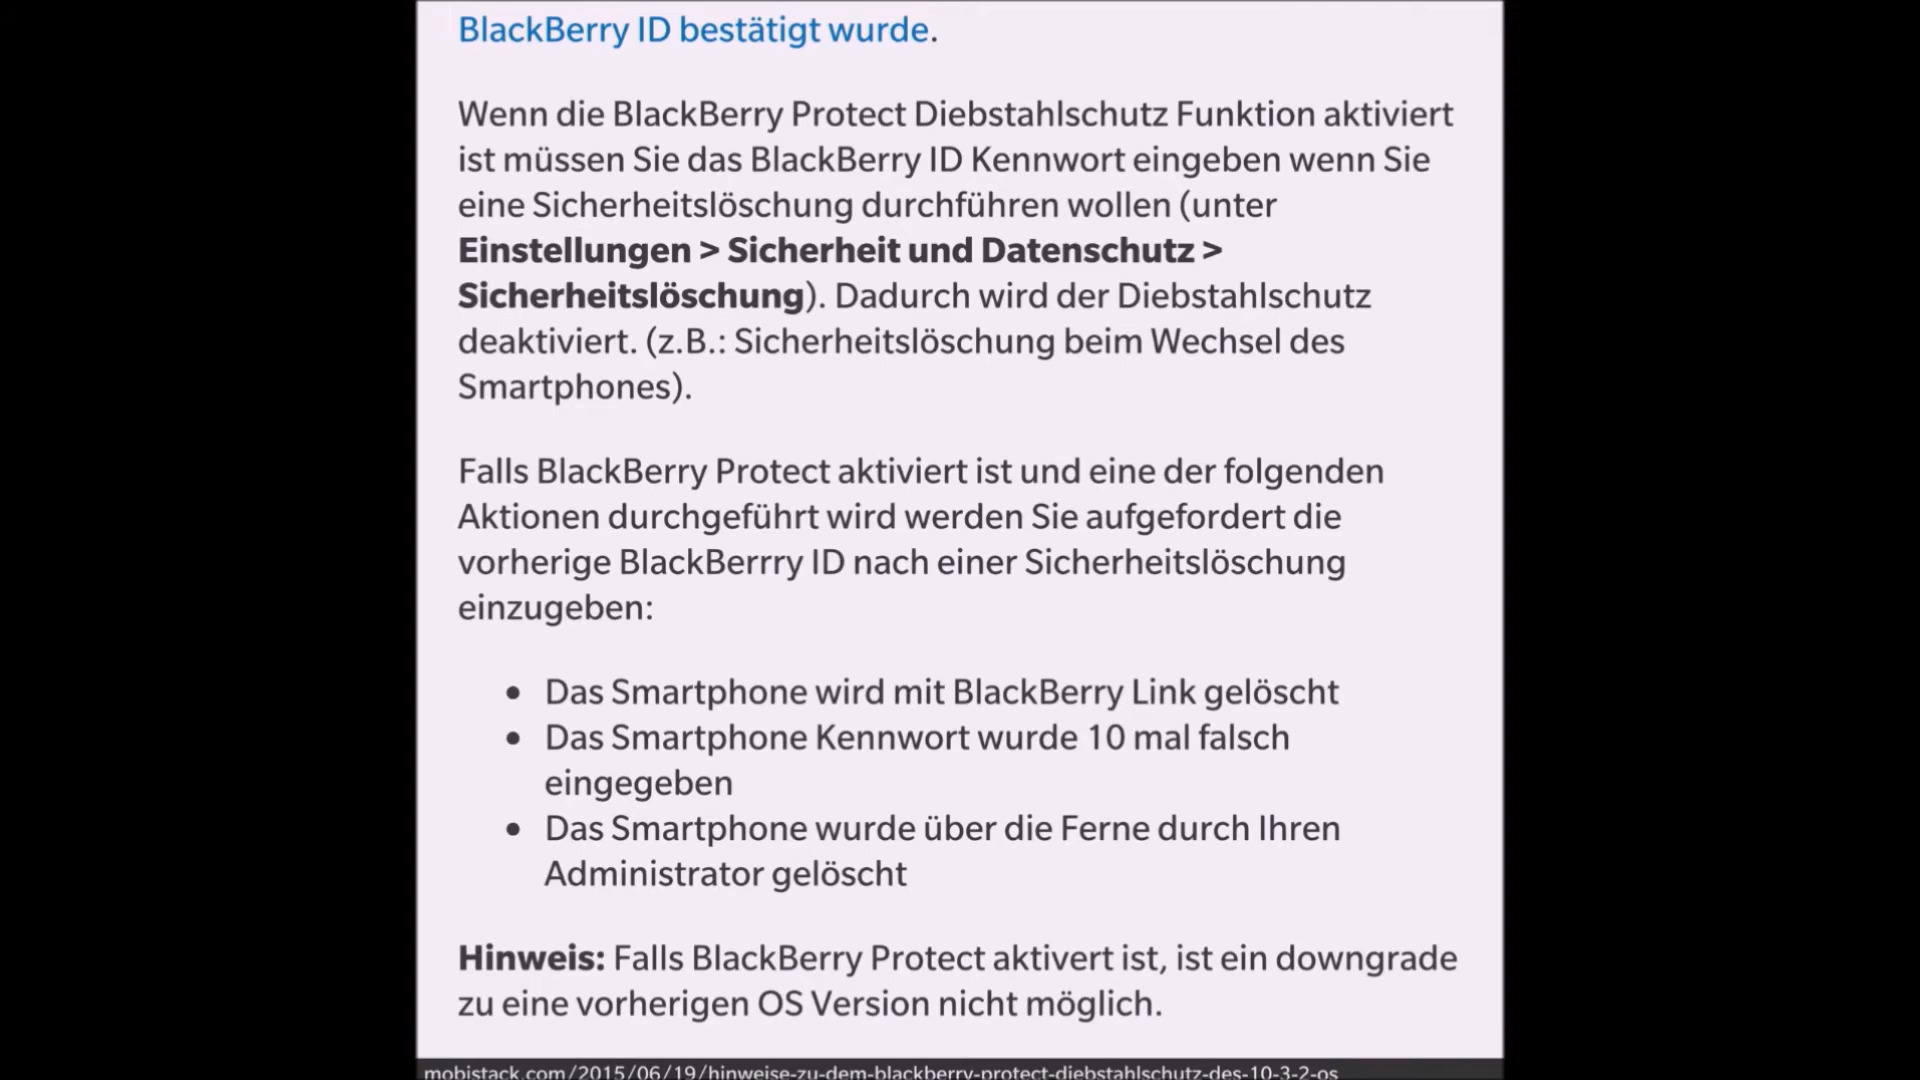 BlackBerry ID bestätigt wurde.
Wenn die BlackBerry Protect Diebstahlschutz Funktion aktiviert
ist müssen Sie das BlackBerry ID Kennwort eingeben wenn Sie
eine Sicherheitslöschung durchführen wollen (unter
Einstellungen > Sicherheit und Datenschutz >
Sicherheitslöschung). Dadurch wird der Diebstahlschutz
deaktiviert. (z.B.: Sicherheitslöschung beim Wechsel des
Smartphones).
Falls BlackBerry Protect aktiviert ist und eine der folgenden
Aktionen durchgeführt wird werden Sie aufgefordert die
vorherige BlackBerrry ID nach einer Sicherheitslöschung
einzugeben:
• Das Smartphone wird mit BlackBerry Link gelöscht
• Das Smartphone Kennwort wurde 10 mal falsch
eingegeben
• Das Smartphone wurde über die Ferne durch Ihren
Administrator gelöscht
Hinweis: Falls BlackBerry Protect aktivert ist, ist ein downgrade
zu eine vorherigen OS Version nicht möglich.
mobistack.com/2015/06/19/hinweise-zu-dem-blackberry-protect-diebstahlschutz-des-10-3-2-os